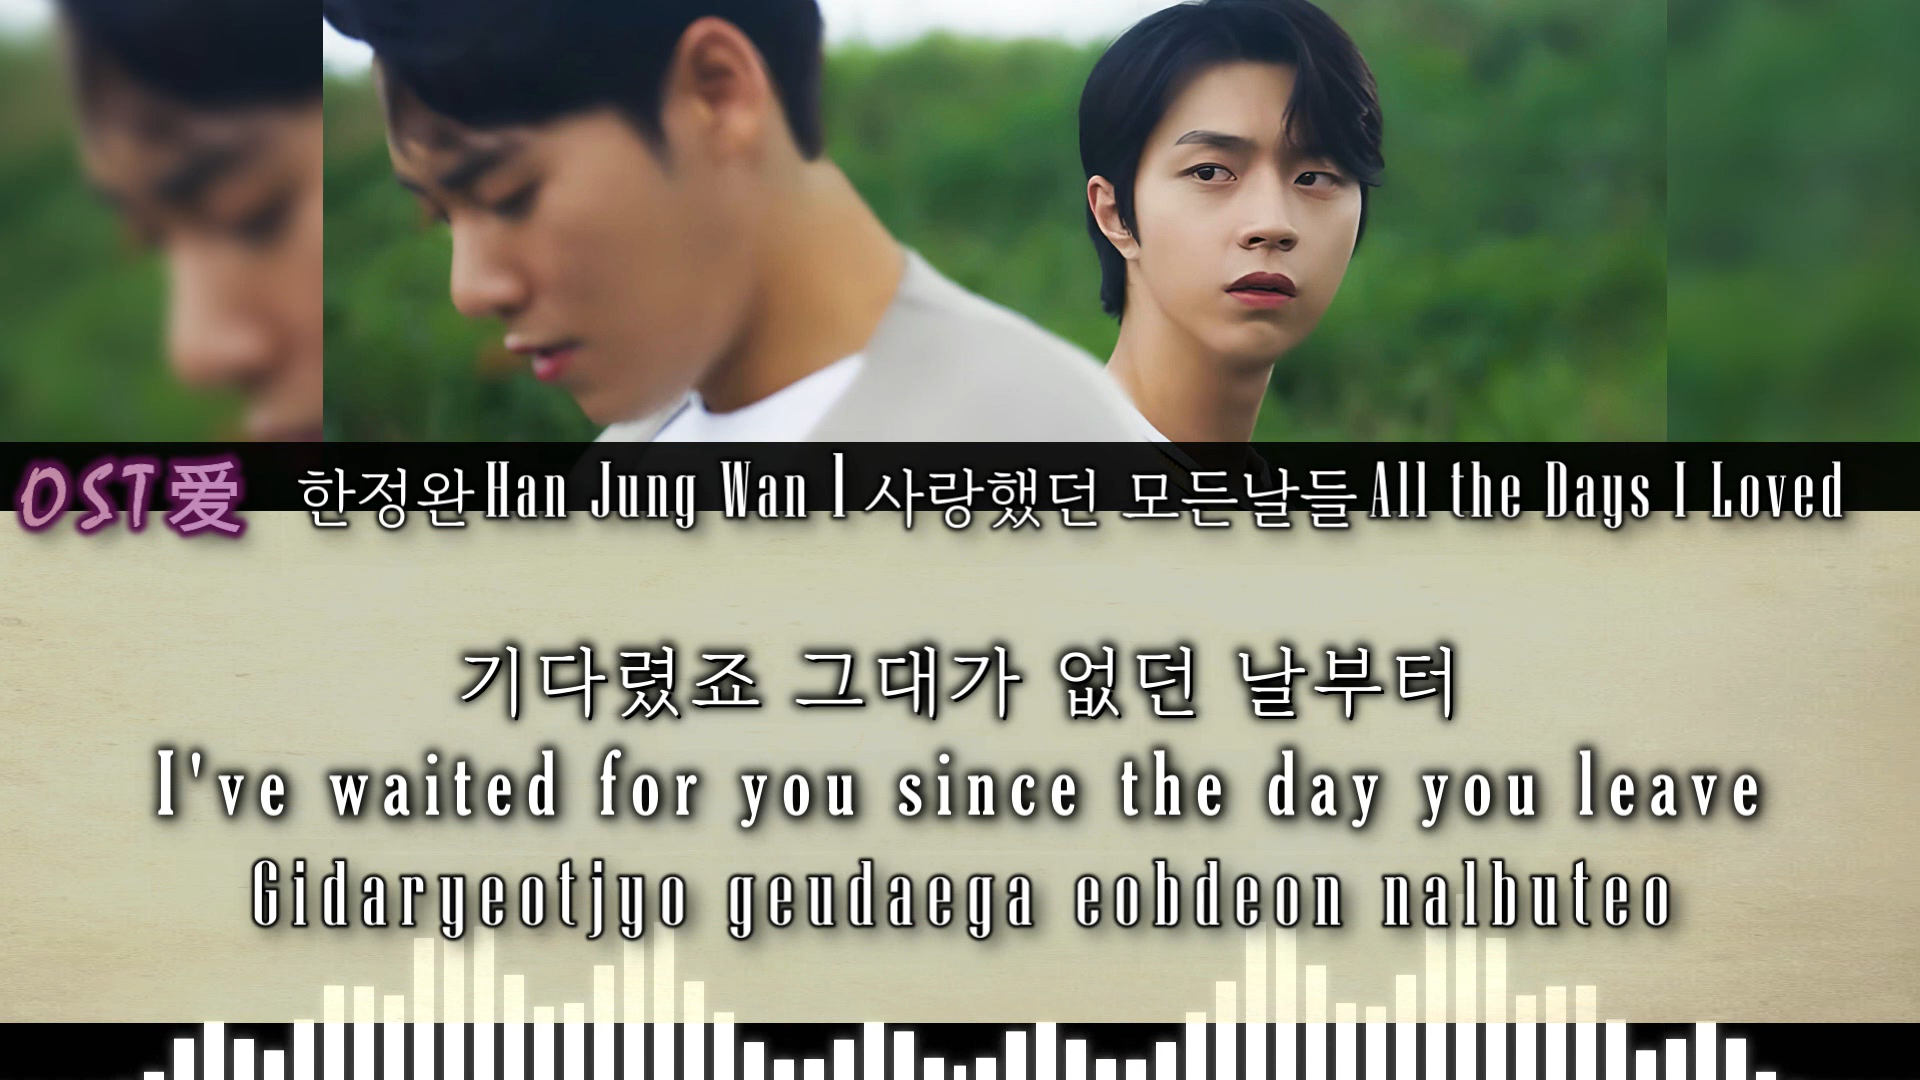 OST爱 한정완 Han Jung Wan l 사랑했던 모든날들 All the Days I Loved
기다렸죠 그대가 없던 날부터
I've waited for you since the day you leave
Gidaryeotjyo geudaega eobdeon nalbuteo